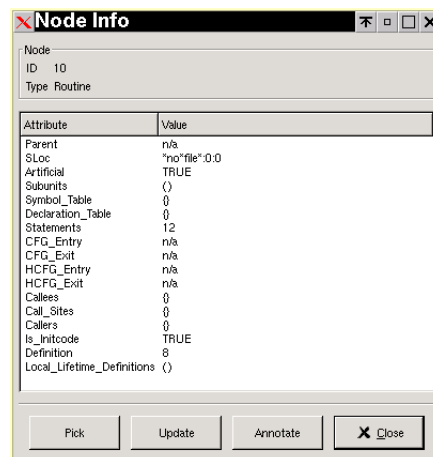 Node Info
Node
ID 10
Type Routine
Attribute Value
Parent n/a
SLoc "no*file":0:0
Artificial TRUE
Subunits ()
Symbol_Table {}
Declaration_Table {}
Statements 12
CFG_Entry n/a
CFG_Exit n/a
HCFG_Entry n/a
HCFG_Exit n/a
Callees {}
Call_Sites {}
Callers {}
Is_Initcode TRUE
Definition 8
Local_Lifetime_Definitions ()
Pick Update Annotate Close